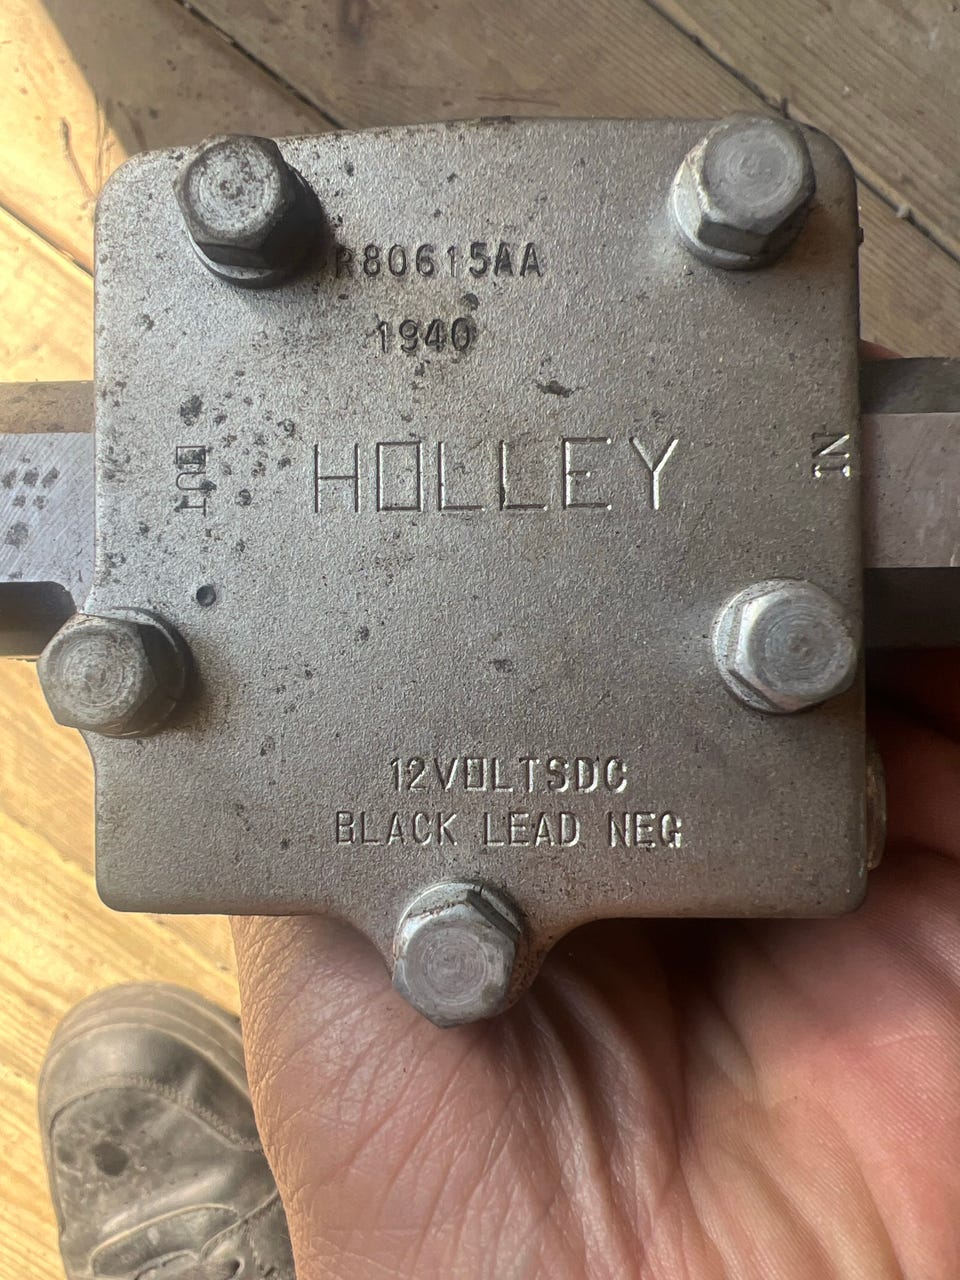 R80615AA
1940
OUT
HOLLEY
IN
12VOLTSDC
BLACK LEAD NEG